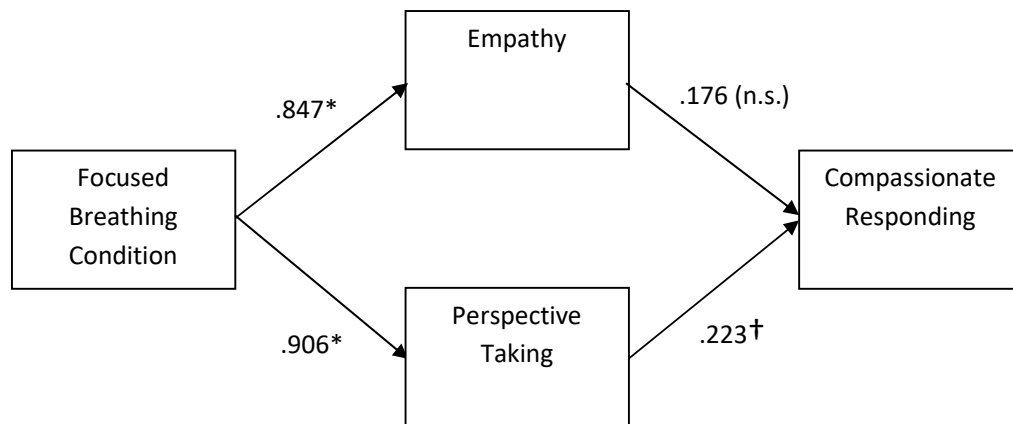 Empathy
.847*
.176 (n.s.)
Focused
Breathing
Condition
Compassionate
Responding
Perspective
Taking
.906*
.223†